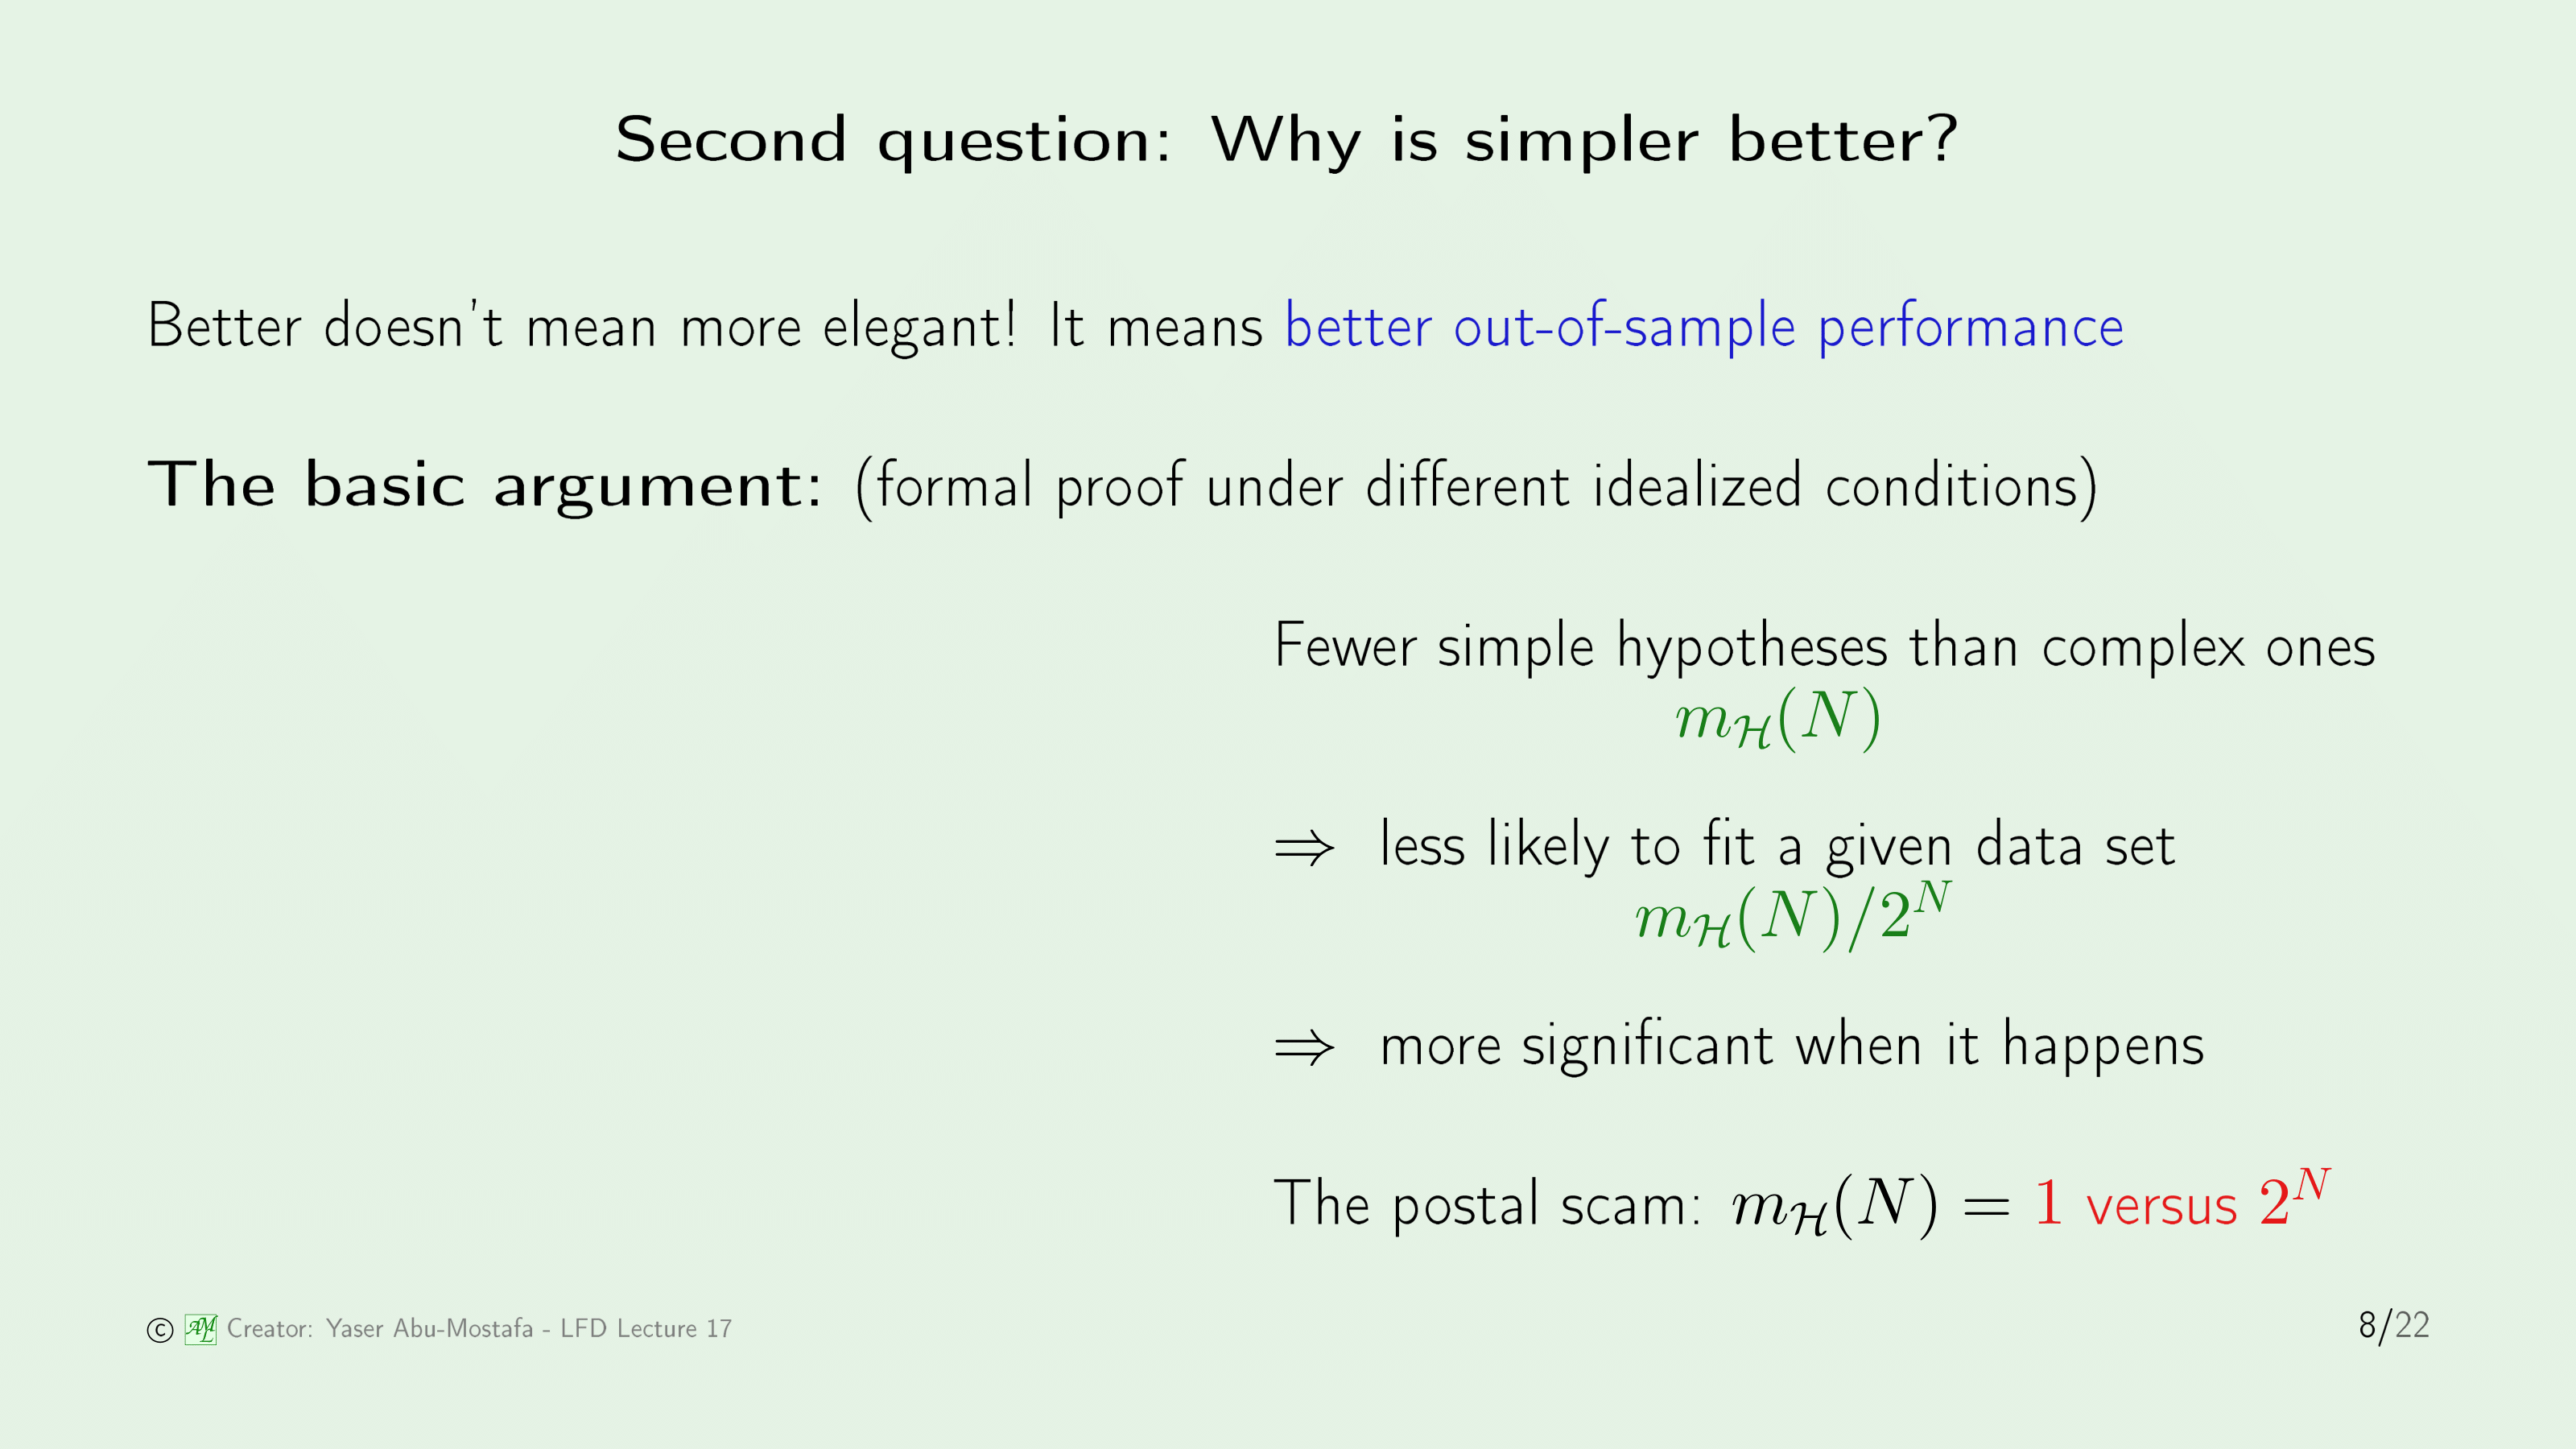 Second question: Why is simpler better?
Better doesn't mean more elegant! It means better out-of-sample performance
The basic argument: (formal proof under different idealized conditions)
Fewer simple hypotheses than complex ones
$m_{\mathcal{H}}(N)$
⇒ less likely to fit a given data set
$m_{\mathcal{H}}(N)/2^N$
⇒ more significant when it happens
The postal scam: $m_{\mathcal{H}}(N) = 1$ versus $2^N$
© AML Creator: Yaser Abu-Mostafa - LFD Lecture 17
8/22